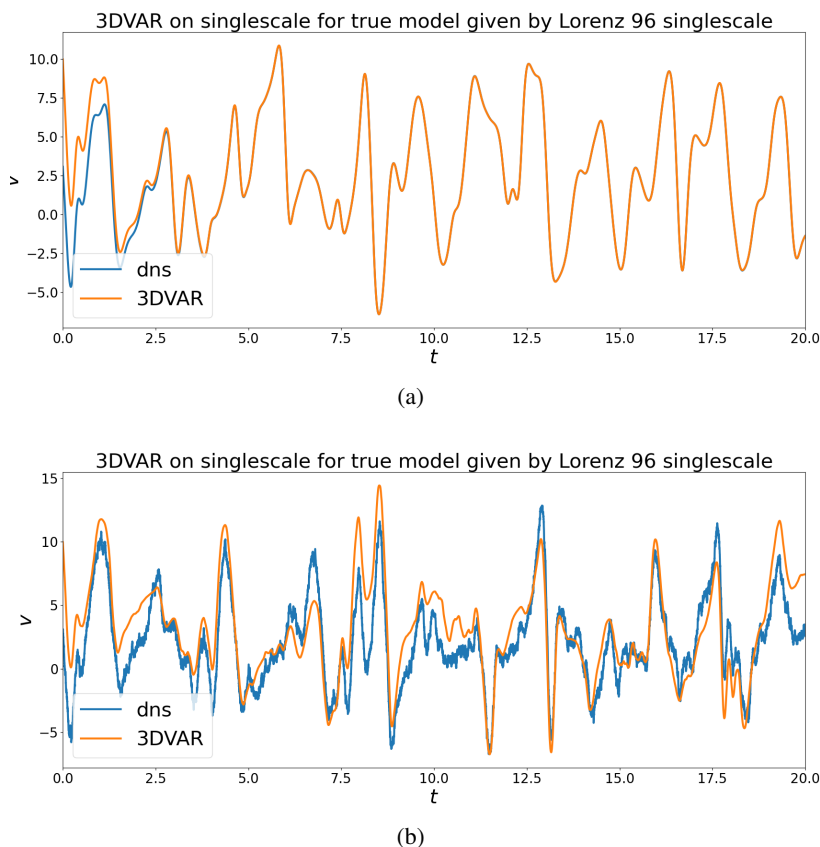 3DVAR on singlescale for true model given by Lorenz 96 singlescale
10.0
7.5
5.0
2.5
0.0
−2.5
−5.0
v
dns
3DVAR
0.0 2.5 5.0 7.5 10.0 12.5 15.0 17.5 20.0
t
(a)
3DVAR on singlescale for true model given by Lorenz 96 singlescale
15
10
5
0
−5
v
dns
3DVAR
0.0 2.5 5.0 7.5 10.0 12.5 15.0 17.5 20.0
t
(b)